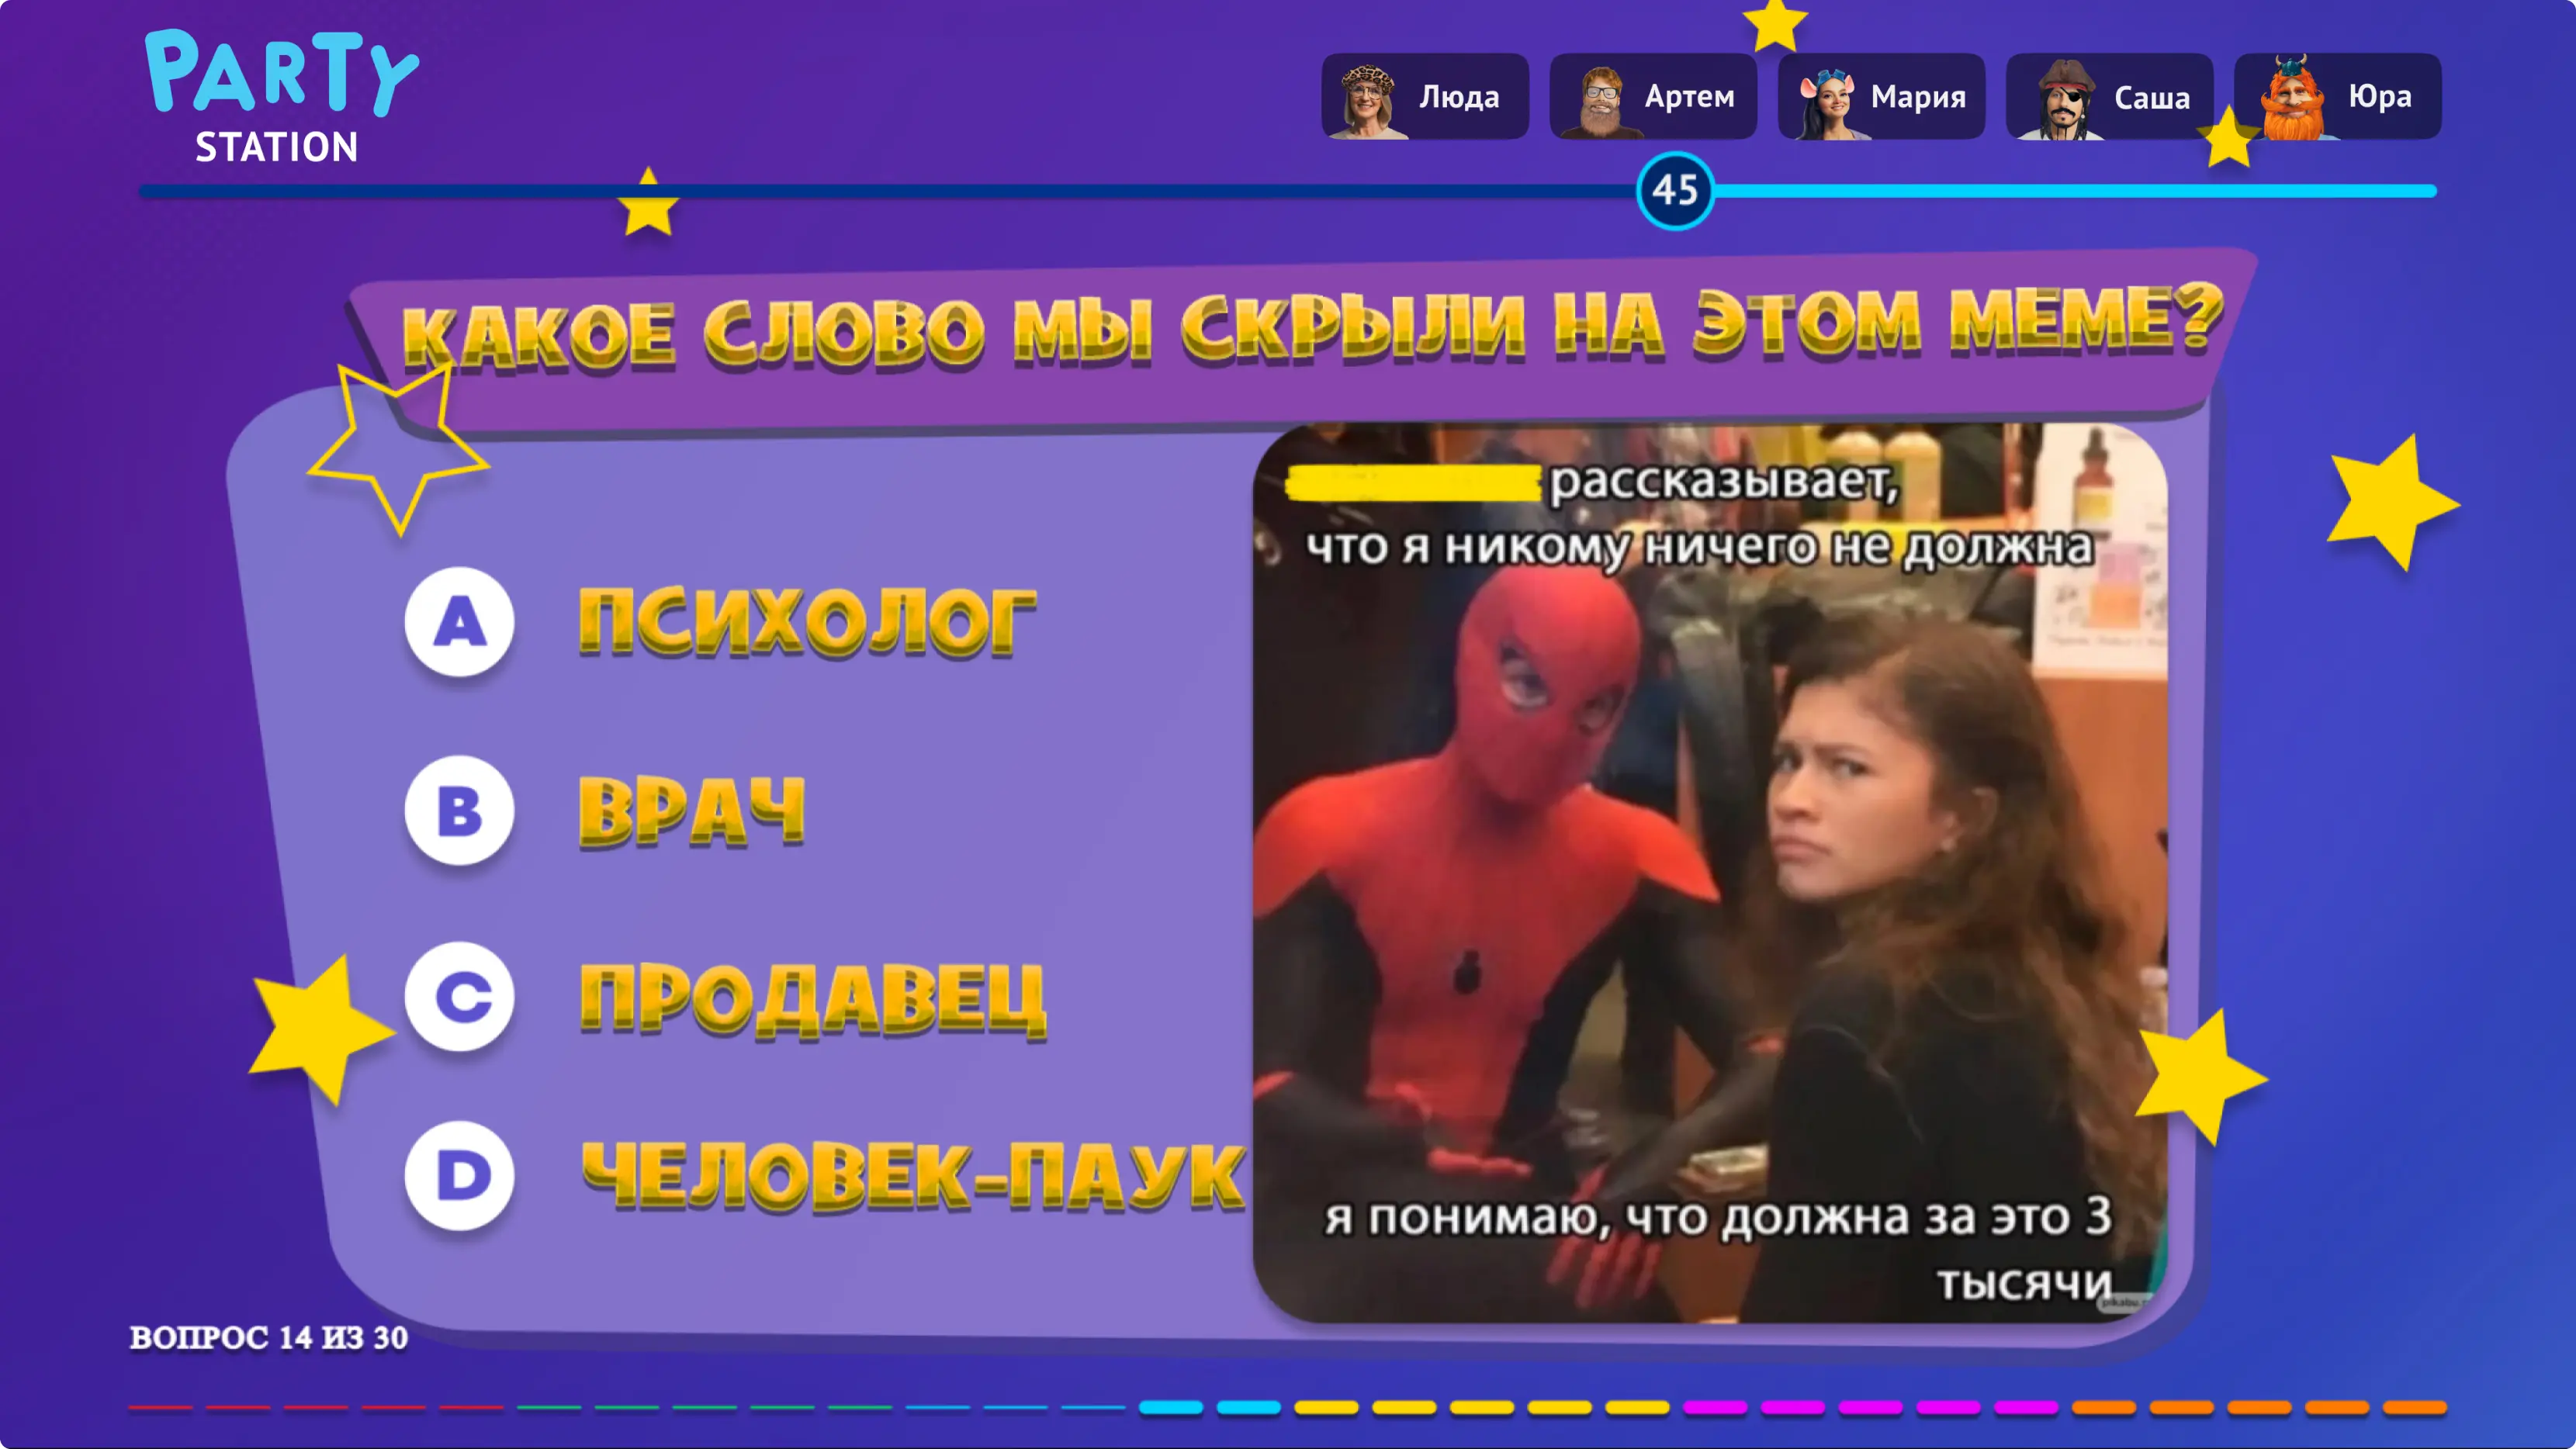 PARTY
STATION
Люда
Артем
Мария
Саша
Юра
45
КАКОЕ СЛОВО МЫ СКРЫЛИ НА ЭТОМ МЕМЕ?
A ПСИХОЛОГ
B ВРАЧ
C ПРОДАВЕЦ
D ЧЕЛОВЕК-ПАУК
рассказывает,
что я никому ничего не должна
я понимаю, что должна за это 3
тысячи
ВОПРОС 14 ИЗ 30